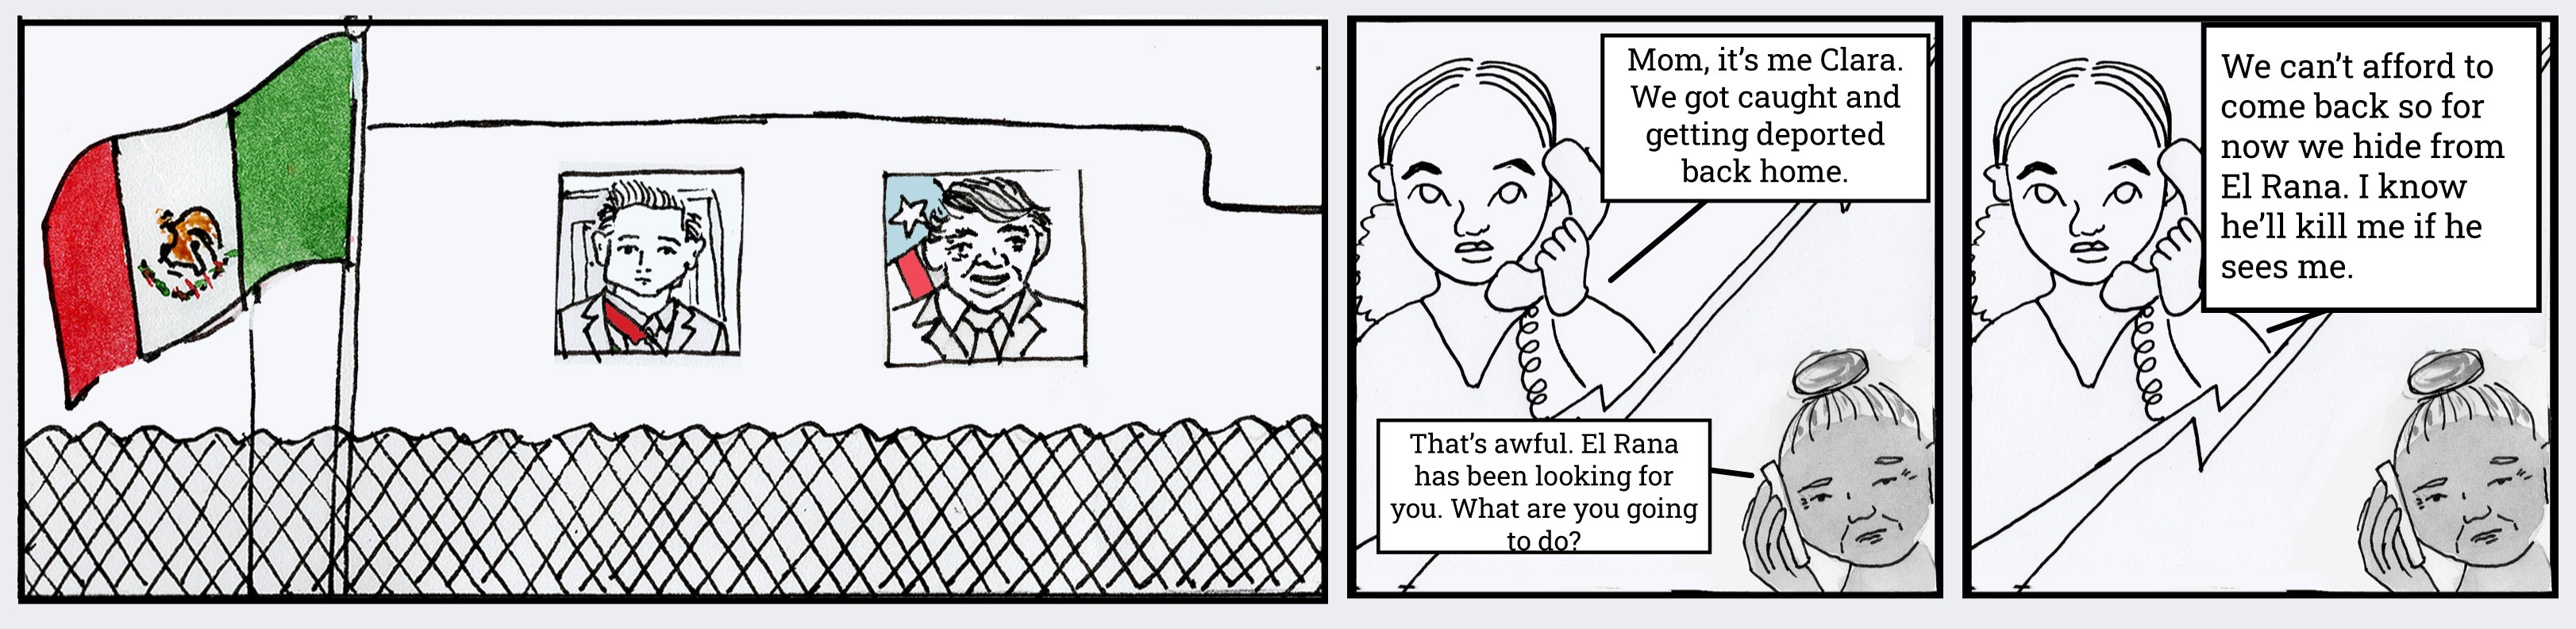 Mom, it's me Clara.
We got caught and
getting deported
back home.
That's awful. El Rana
has been looking for
you. What are you going
to do?
We can't afford to
come back so for
now we hide from
El Rana. I know
he'll kill me if he
sees me.